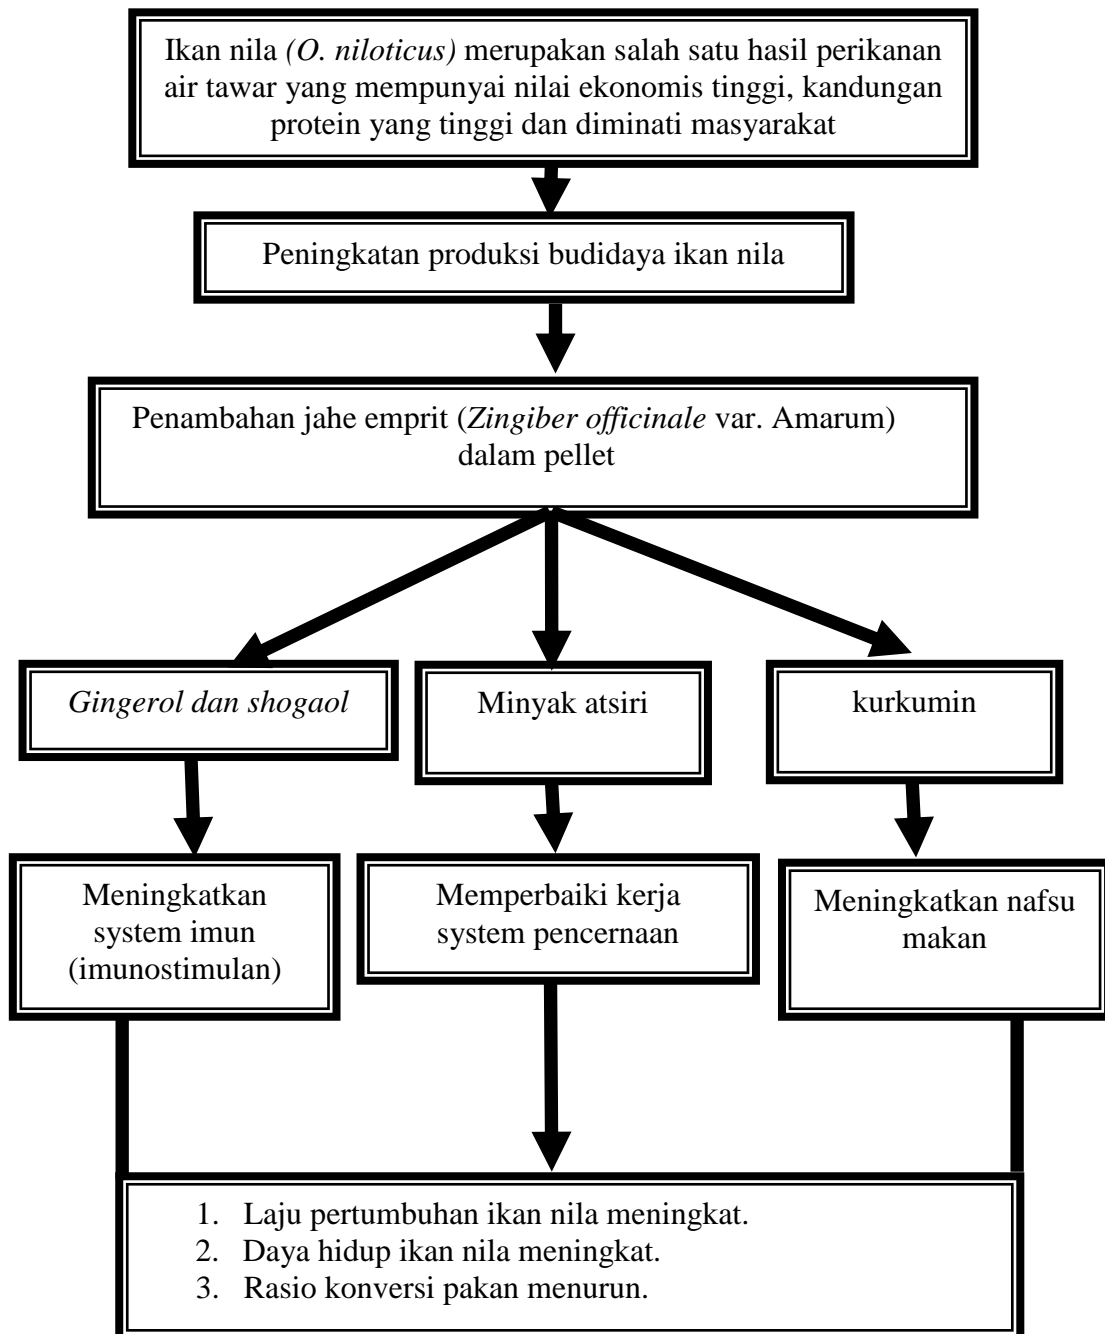 Ikan nila (O. niloticus) merupakan salah satu hasil perikanan
air tawar yang mempunyai nilai ekonomis tinggi, kandungan
protein yang tinggi dan diminati masyarakat
Peningkatan produksi budidaya ikan nila
Penambahan jahe emprit (Zingiber officinale var. Amarum)
dalam pellet
Gingerol dan shogaol
Minyak atsiri
kurkumin
Meningkatkan
system imun
(imunostimulan)
Memperbaiki kerja
system pencernaan
Meningkatkan nafsu
makan
1. Laju pertumbuhan ikan nila meningkat.
2. Daya hidup ikan nila meningkat.
3. Rasio konversi pakan menurun.